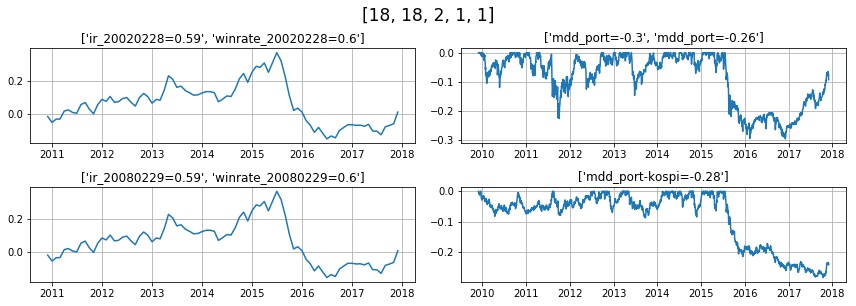 [18, 18, 2, 1, 1]
['ir_20020228=0.59', 'winrate_20020228=0.6']
0.2
0.0
2011 2012 2013 2014 2015 2016 2017 2018
['mdd_port=-0.3', 'mdd_port=-0.26']
0.0
−0.1
−0.2
−0.3
2010 2011 2012 2013 2014 2015 2016 2017 2018
['ir_20080229=0.59', 'winrate_20080229=0.6']
0.2
0.0
2011 2012 2013 2014 2015 2016 2017 2018
['mdd_port-kospi=-0.28']
0.0
−0.1
−0.2
2010 2011 2012 2013 2014 2015 2016 2017 2018